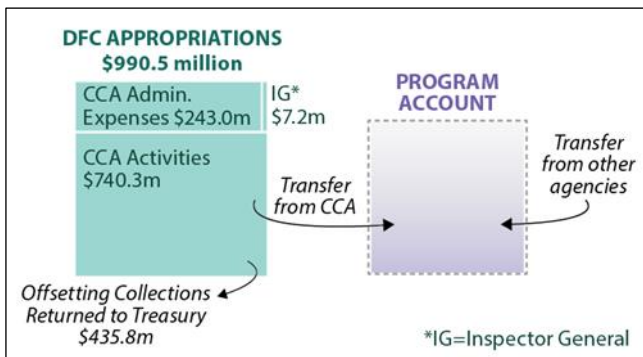 DFC APPROPRIATIONS
$990.5 million
CCA Admin.
Expenses $243.0m
IG*
$7.2m
CCA Activities
$740.3m
Transfer
from CCA
Offsetting Collections
Returned to Treasury
$435.8m
PROGRAM
ACCOUNT
Transfer
from other
agencies
*IG=Inspector General